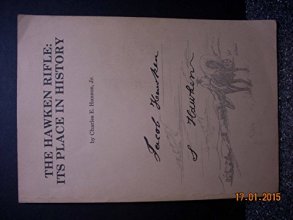 THE HAWKEN RIFLE:
ITS PLACE IN HISTORY
by Charles E. Hanson, Jr.
Jacob Hawken
S Hawken
17.01.2015